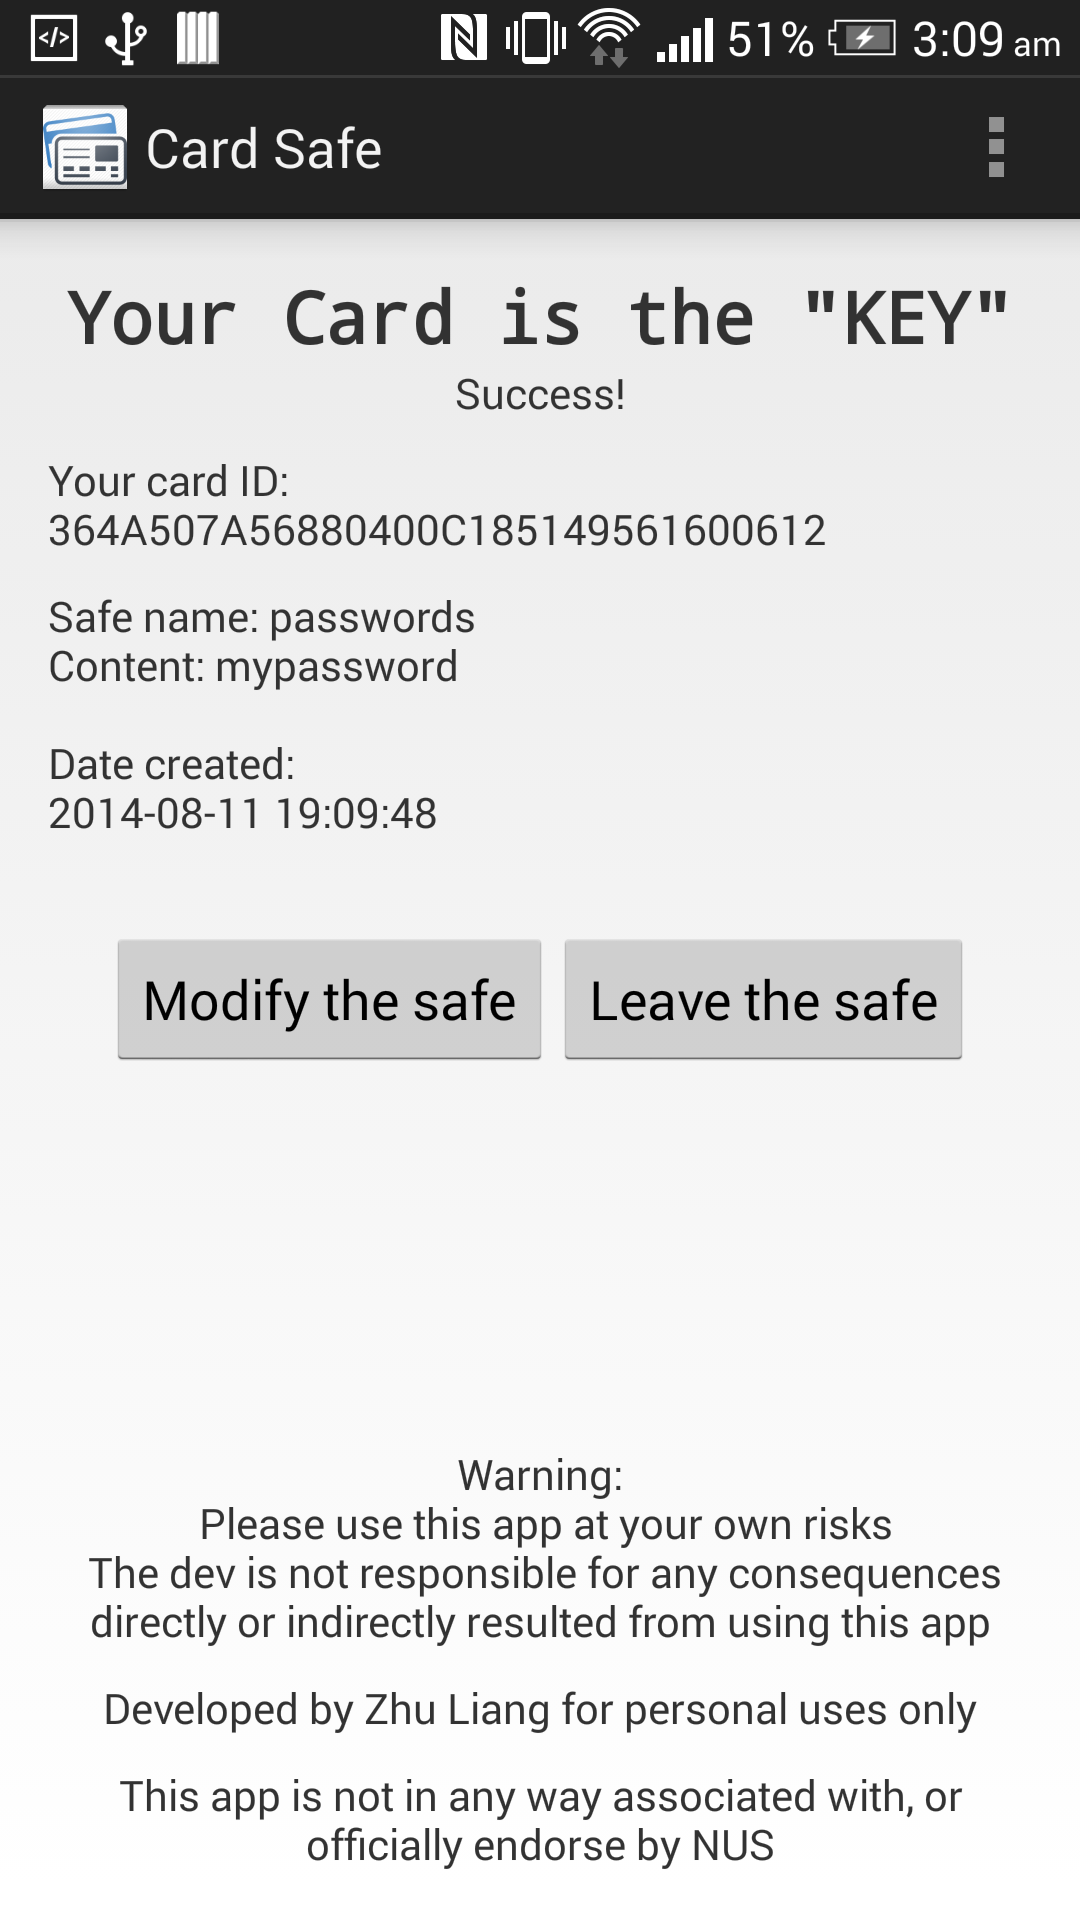 51% 3:09 am
Card Safe
Your Card is the "KEY"
Success!
Your card ID:
364A507A56880400C185149561600612
Safe name: passwords
Content: mypassword
Date created:
2014-08-11 19:09:48
Modify the safe Leave the safe
Warning:
Please use this app at your own risks
The dev is not responsible for any consequences
directly or indirectly resulted from using this app
Developed by Zhu Liang for personal uses only
This app is not in any way associated with, or
officially endorse by NUS